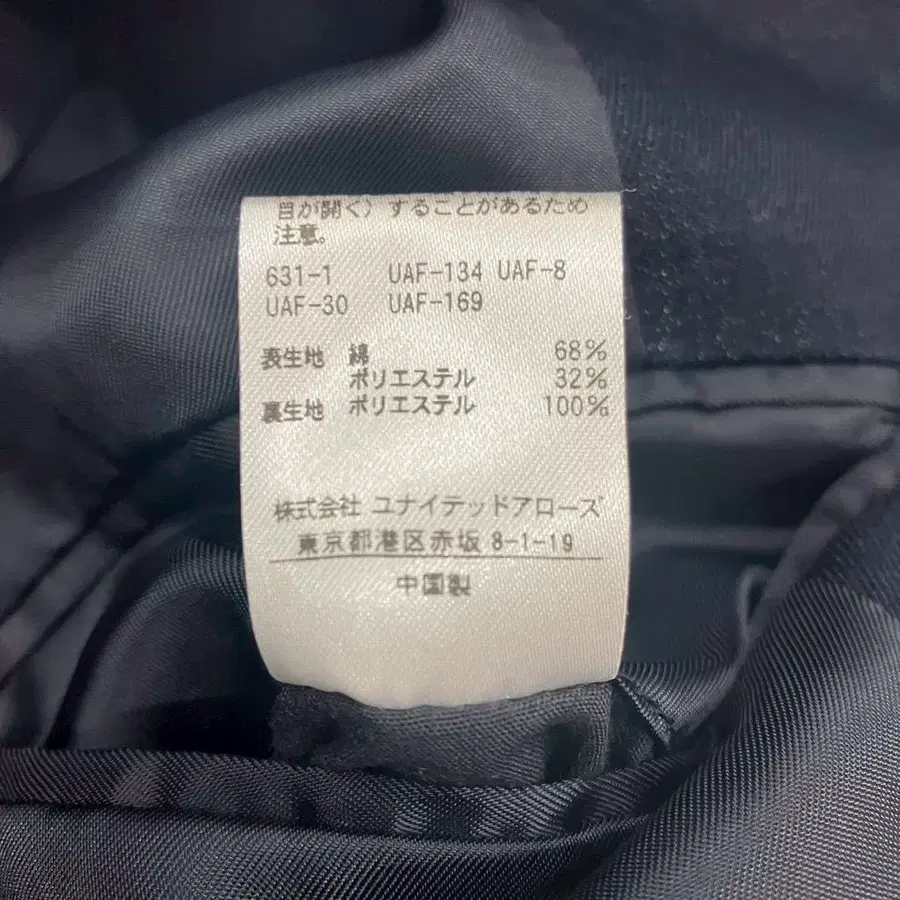 目が開く）することがあるため
注意。
631-1 UAF-134 UAF-8
UAF-30 UAF-169
表生地 綿 68%
ポリエステル 32%
裏生地 ポリエステル 100%
株式会社 ユナイテッドアローズ
東京都港区赤坂 8-1-19
中国製